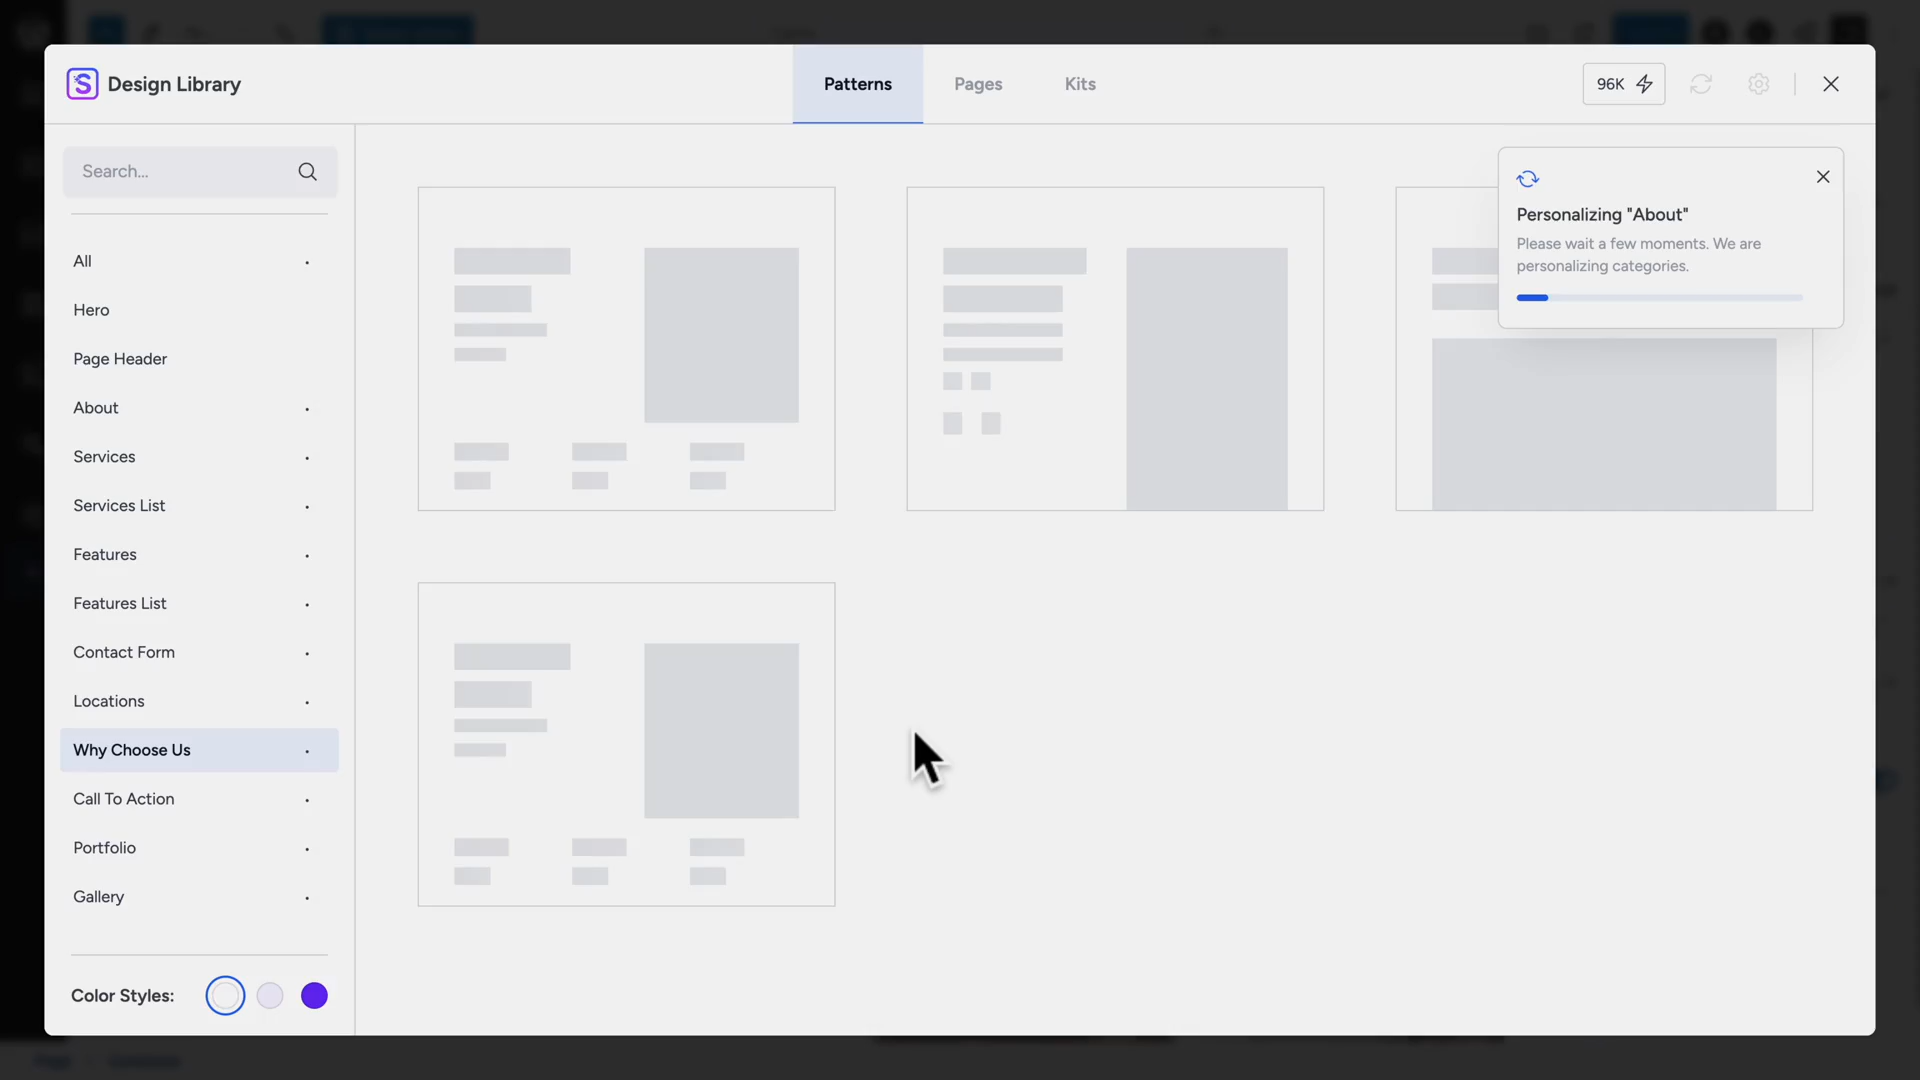 Design Library
Patterns
Pages
Kits
96K
Search...
All
Hero
Page Header
About
Services
Services List
Features
Features List
Contact Form
Locations
Why Choose Us
Call To Action
Portfolio
Gallery
Color Styles:
Personalizing "About"
Please wait a few moments. We are
personalizing categories.